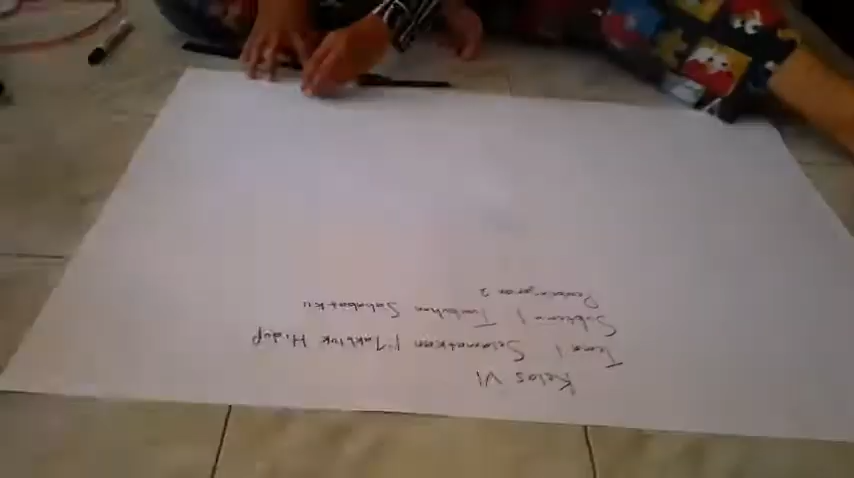 Kelas VI
Tema 1 Selamatkan Makhluk Hidup
Subtema 1 Tumbuhan Sahabatku
Pembelajaran 2